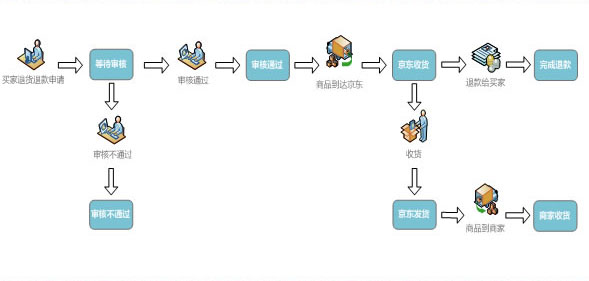 买家退货退款申请
等待审核
审核通过
审核通过
商品到达京东
京东收货
退款给买家
完成退款
审核不通过
收货
审核不通过
京东发货
商品到商家
商家收货